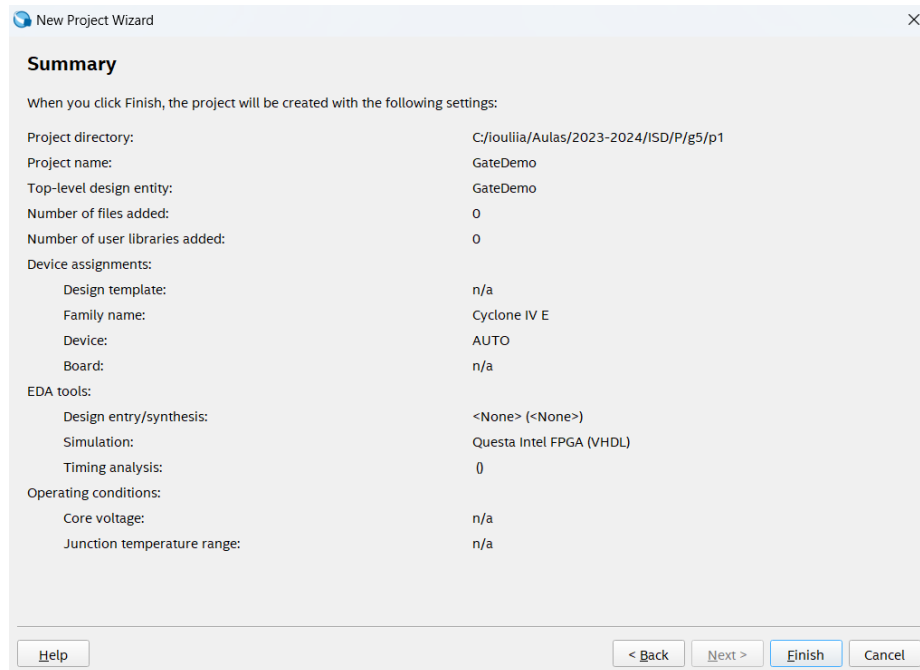 New Project Wizard
Summary
When you click Finish, the project will be created with the following settings:
Project directory: C:/iouliia/Aulas/2023-2024/ISD/P/g5/p1
Project name: GateDemo
Top-level design entity: GateDemo
Number of files added: 0
Number of user libraries added: 0
Device assignments:
Design template: n/a
Family name: Cyclone IV E
Device: AUTO
Board: n/a
EDA tools:
Design entry/synthesis: <None> (<None>)
Simulation: Questa Intel FPGA (VHDL)
Timing analysis: ()
Operating conditions:
Core voltage: n/a
Junction temperature range: n/a
Help < Back Next > Finish Cancel